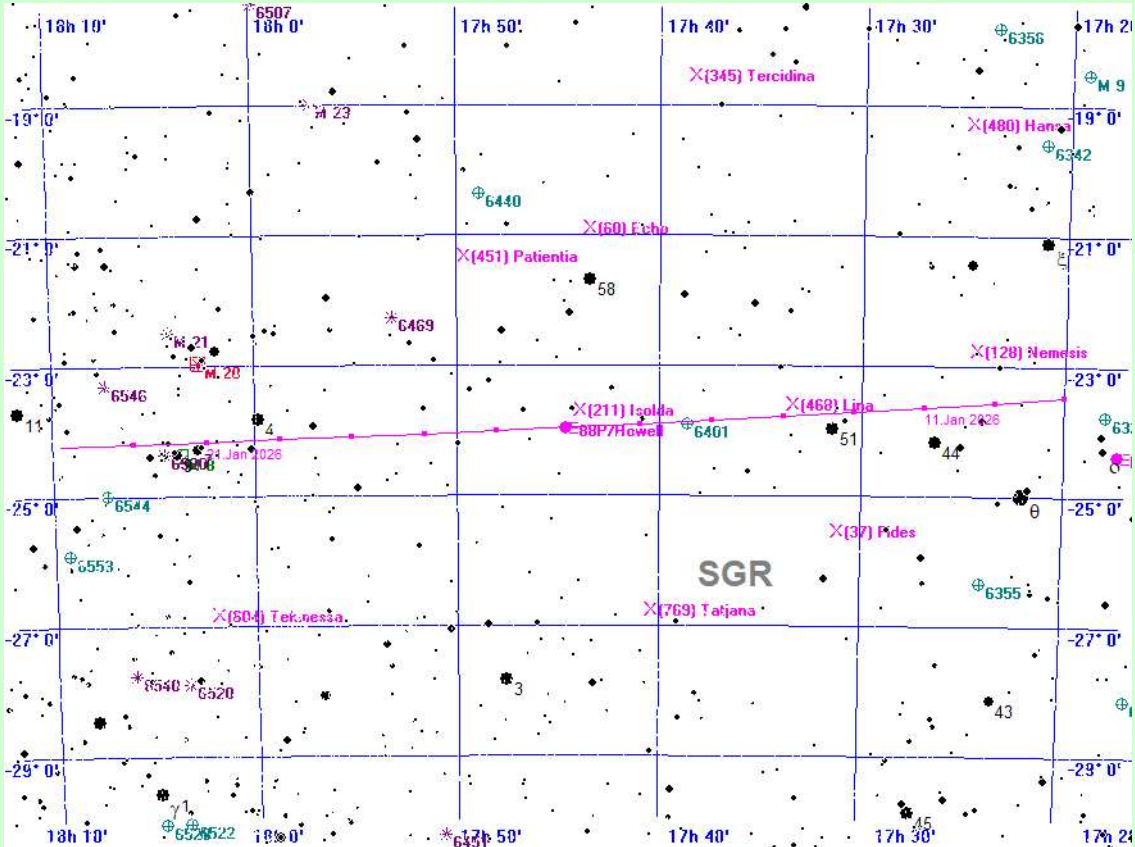 6507
18h 10'
18h 0'
17h 50'
17h 40'
17h 30'
6356
(345) Tercidina
M 9
M 23
-19° 0'
(480) Hansa
-19° 0'
6342
6440
(60) Echo
-21° 0'
-21° 0'
(451) Patientia
ξ
58
6469
M 21
(128) Nemesis
M 20
-23° 0'
-23° 0'
6546
(211) Isolda
(468) Lina
11
4
88P/Howell
6401
11.Jan 2026
51
44
21.Jan 2026
-25° 0'
6544
θ
-25° 0'
(37) Fides
6553
SGR
6355
(604) Tekmessa
(769) Tatjana
-27° 0'
-27° 0'
6540
6520
3
43
-29° 0'
-29° 0'
γ1
6522
45
18h 10'
18h 0'
17h 50'
17h 40'
17h 30'
6451